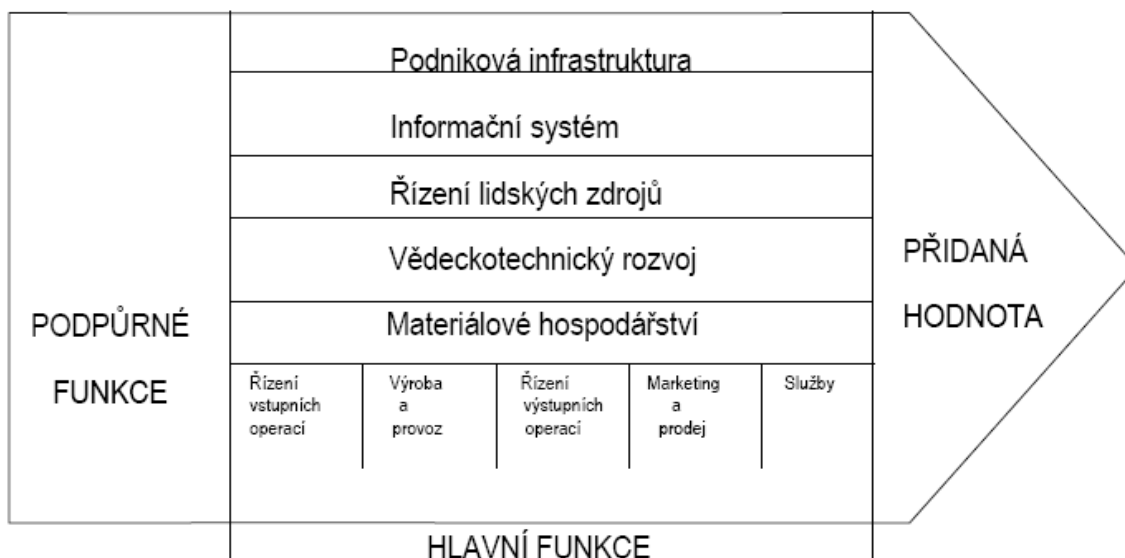 Podniková infrastruktura
Informační systém
Řízení lidských zdrojů
Vědeckotechnický rozvoj
Materiálové hospodářství
PODPŮRNÉ
FUNKCE
Řízení
vstupních
operací
Výroba
a
provoz
Řízení
výstupních
operací
Marketing
a
prodej
Služby
PŘIDANÁ
HODNOTA
HLAVNÍ FUNKCE